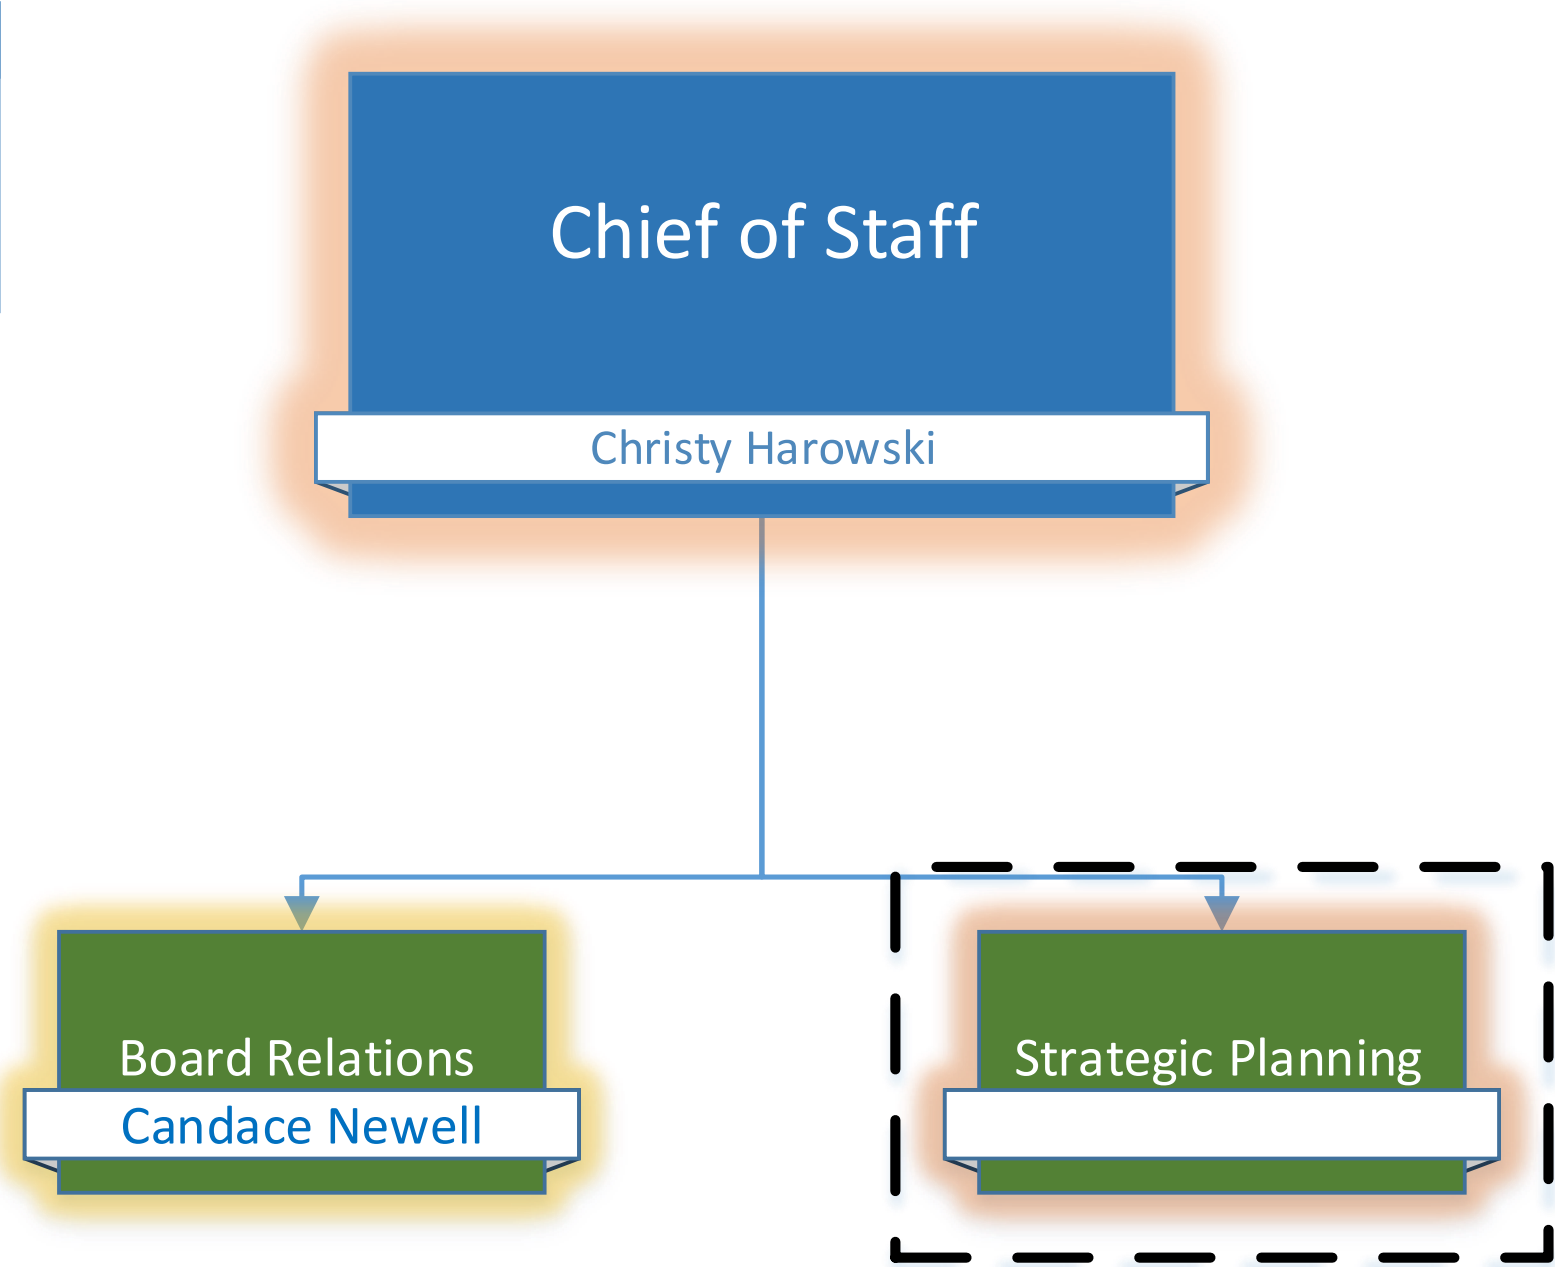 Chief of Staff
Christy Harowski
Board Relations
Candace Newell
Strategic Planning